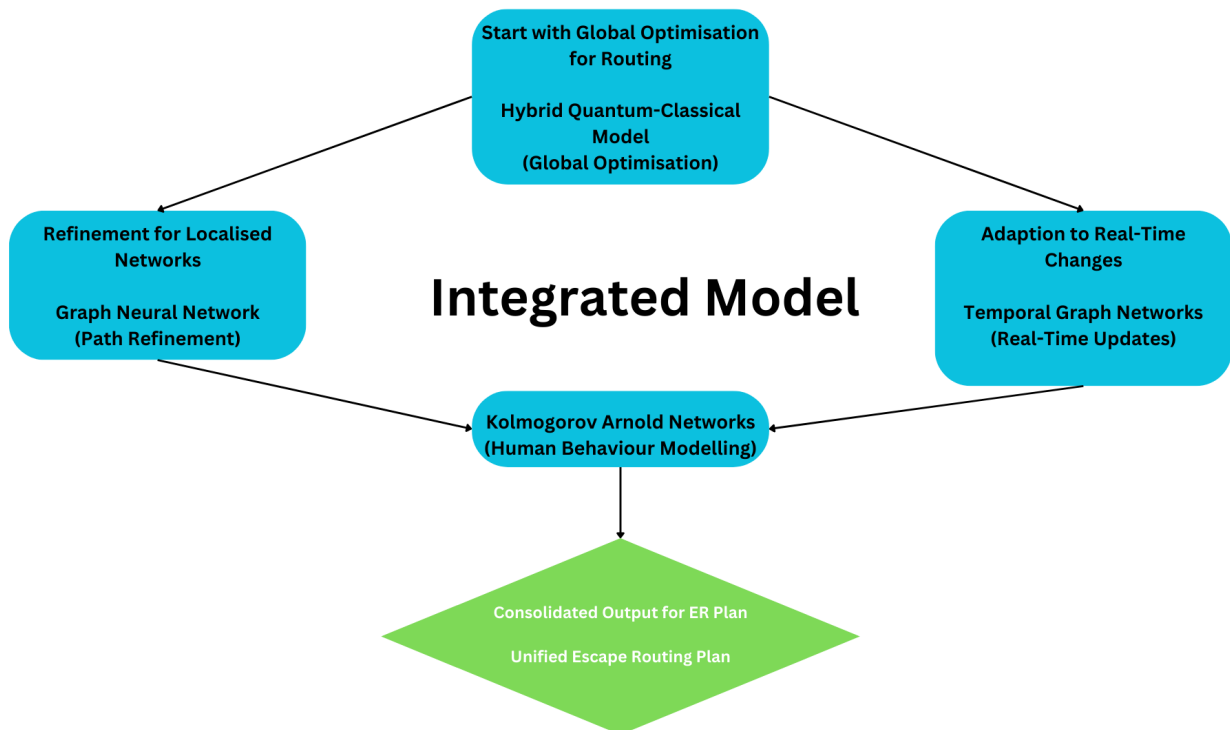 Start with Global Optimisation
for Routing
Hybrid Quantum-Classical
Model
(Global Optimisation)
Refinement for Localised
Networks
Graph Neural Network
(Path Refinement)
Integrated Model
Adaption to Real-Time
Changes
Temporal Graph Networks
(Real-Time Updates)
Kolmogorov Arnold Networks
(Human Behaviour Modelling)
Consolidated Output for ER Plan
Unified Escape Routing Plan